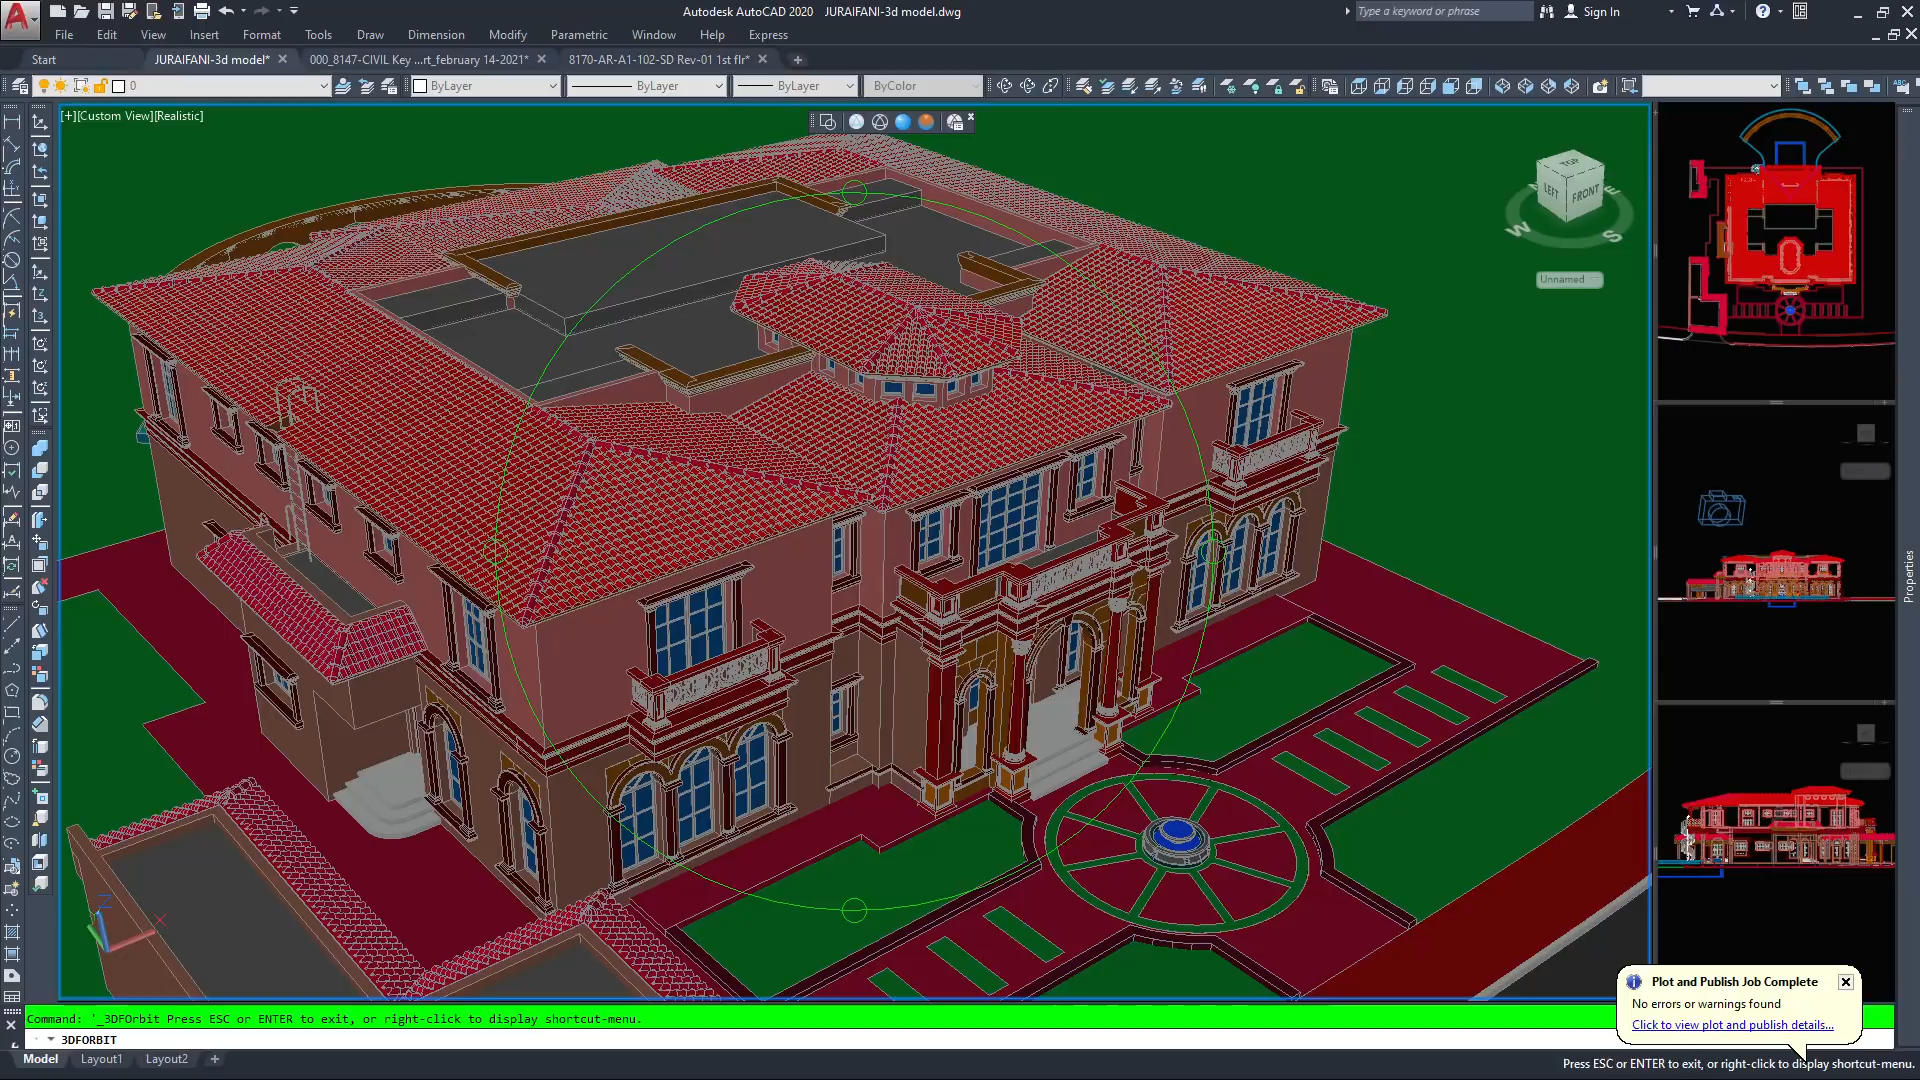 Autodesk AutoCAD 2020 JURAIFANI-3d model.dwg
Type a keyword or phrase
Sign In
File Edit View Insert Format Tools Draw Dimension Modify Parametric Window Help Express
Start JURAIFANI-3d model* 000_8147-CIVIL Key ...rt_february 14-2021* 8170-AR-A1-102-SD Rev-01 1st flr*
0 ByLayer ByLayer ByLayer ByColor
[+][Custom View][Realistic]
TOP
LEFT FRONT
W S
Unnamed
Properties
Z
Plot and Publish Job Complete
No errors or warnings found
Click to view plot and publish details...
Command: '_3DFOrbit Press ESC or ENTER to exit, or right-click to display shortcut-menu.
3DFORBIT
Model Layout1 Layout2
Press ESC or ENTER to exit, or right-click to display shortcut-menu.